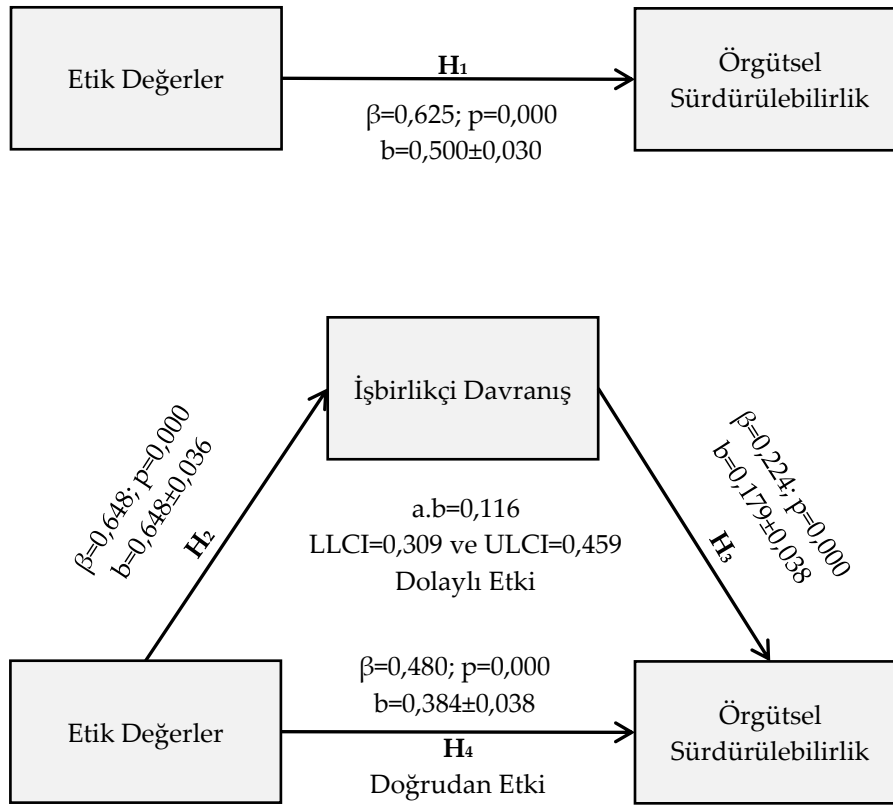 Etik Değerler
H₁
Örgütsel
Sürdürülebilirlik
β=0,625; p=0,000
b=0,500±0,030
İşbirlikçi Davranış
β=0,648; p=0,000
b=0,648±0,036
H₂
β=0,224; p=0,000
b=0,179±0,038
H₃
a.b=0,116
LLCI=0,309 ve ULCI=0,459
Dolaylı Etki
Etik Değerler
β=0,480; p=0,000
b=0,384±0,038
H₄
Doğrudan Etki
Örgütsel
Sürdürülebilirlik